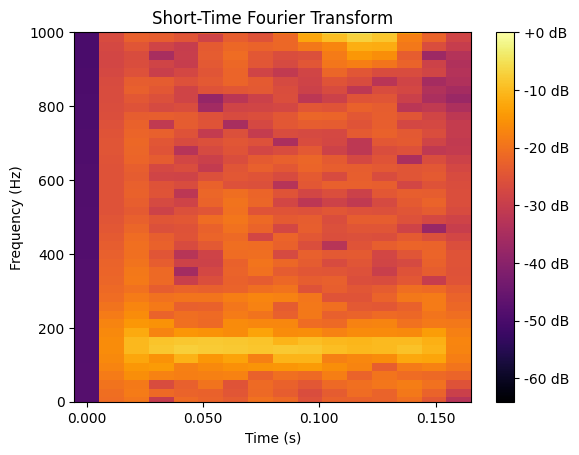 Short-Time Fourier Transform
1000
800
600
400
200
0
Frequency (Hz)
0.000
0.050
0.100
0.150
Time (s)
+0 dB
-10 dB
-20 dB
-30 dB
-40 dB
-50 dB
-60 dB